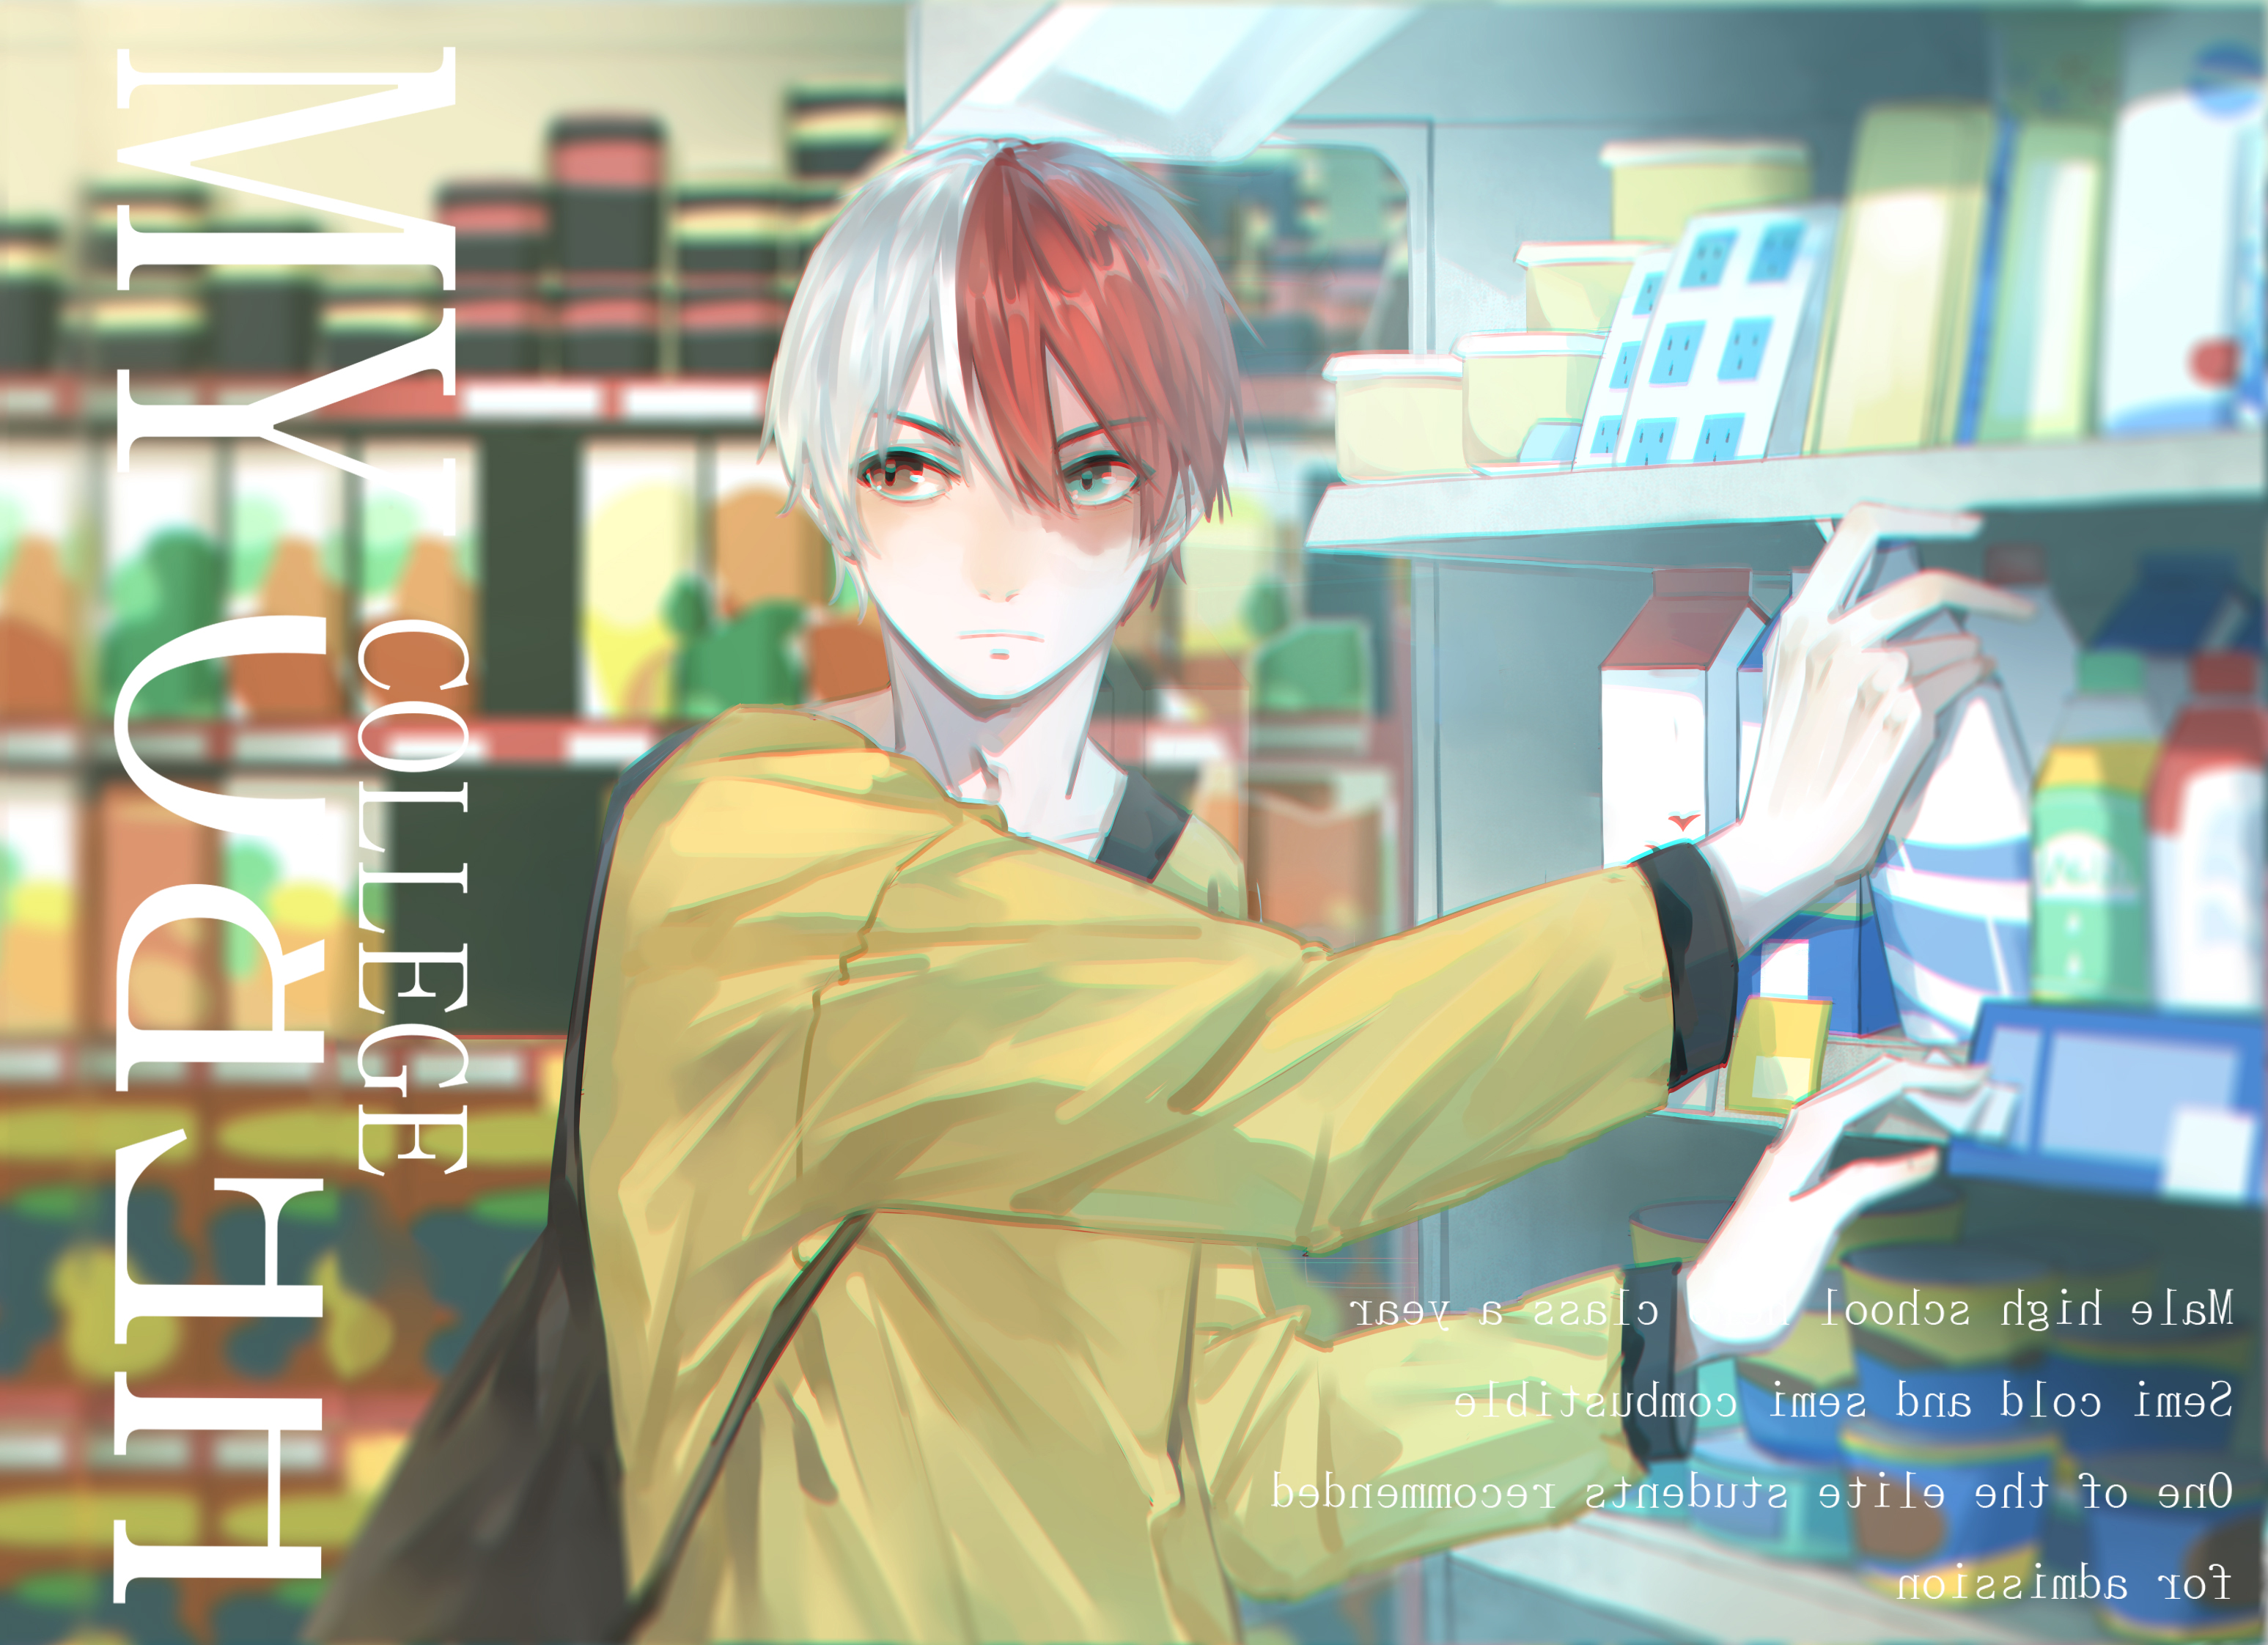 MY
COLLEGE
Male high school class a year
Semi cold and semi combustible
One of the elite students recommended
for admission